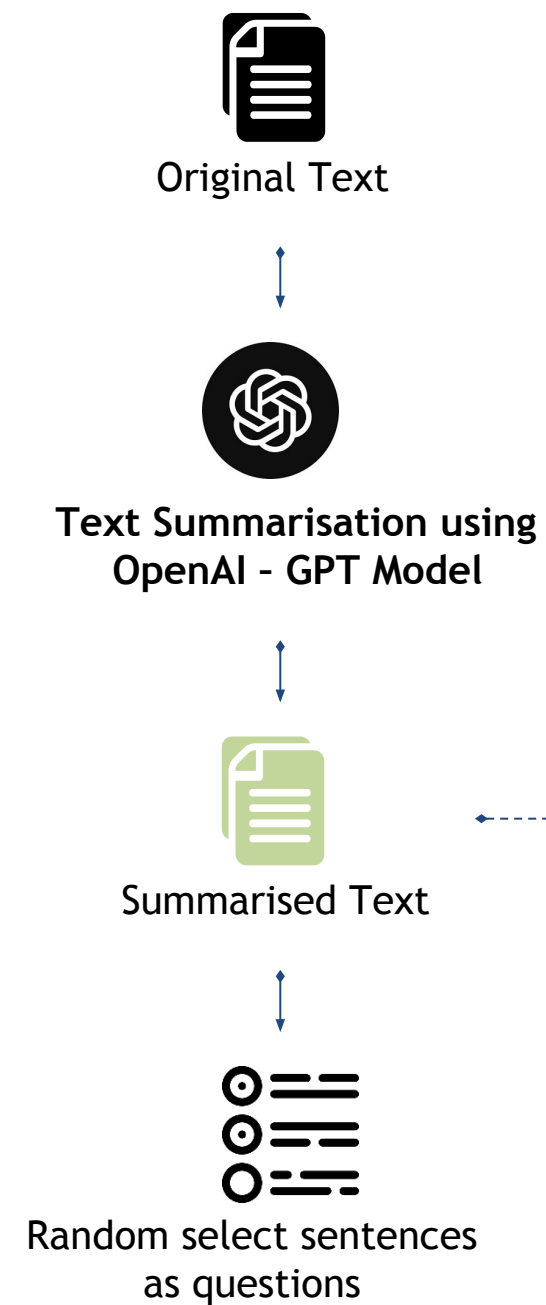 Original Text
Text Summarisation using
OpenAI – GPT Model
Summarised Text
Random select sentences
as questions